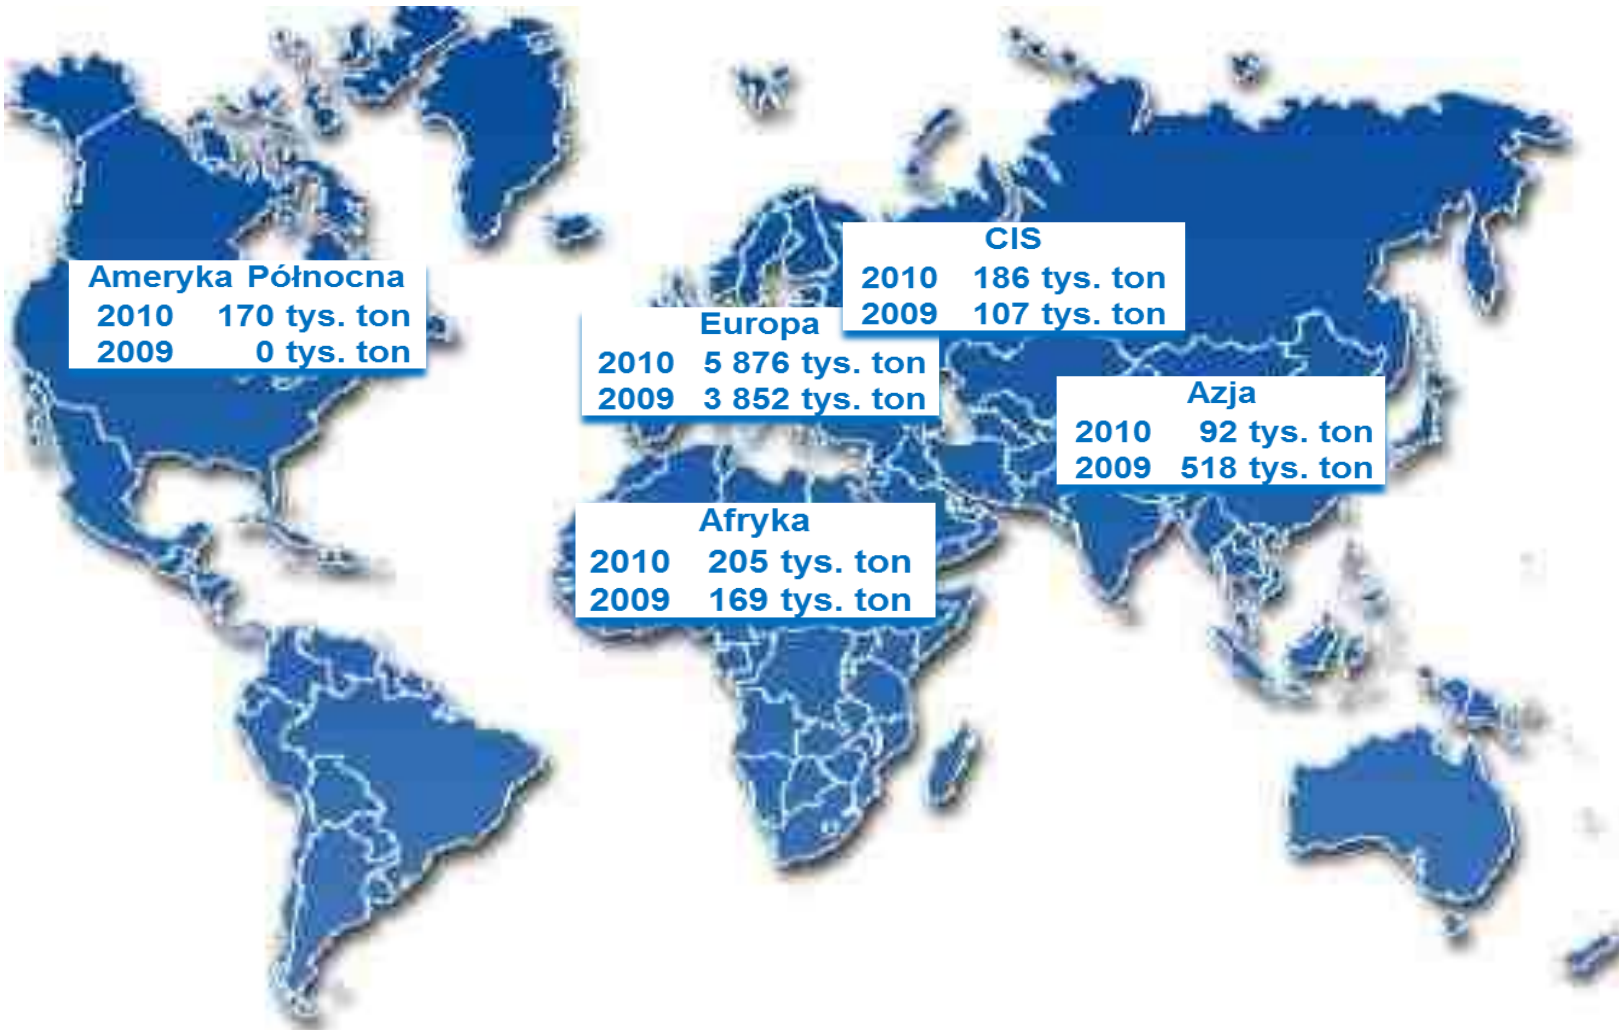 CIS
2010 186 tys. ton
2009 107 tys. ton
Ameryka Północna
2010 170 tys. ton
2009 0 tys. ton
Europa
2010 5 876 tys. ton
2009 3 852 tys. ton
Azja
2010 92 tys. ton
2009 518 tys. ton
Afryka
2010 205 tys. ton
2009 169 tys. ton